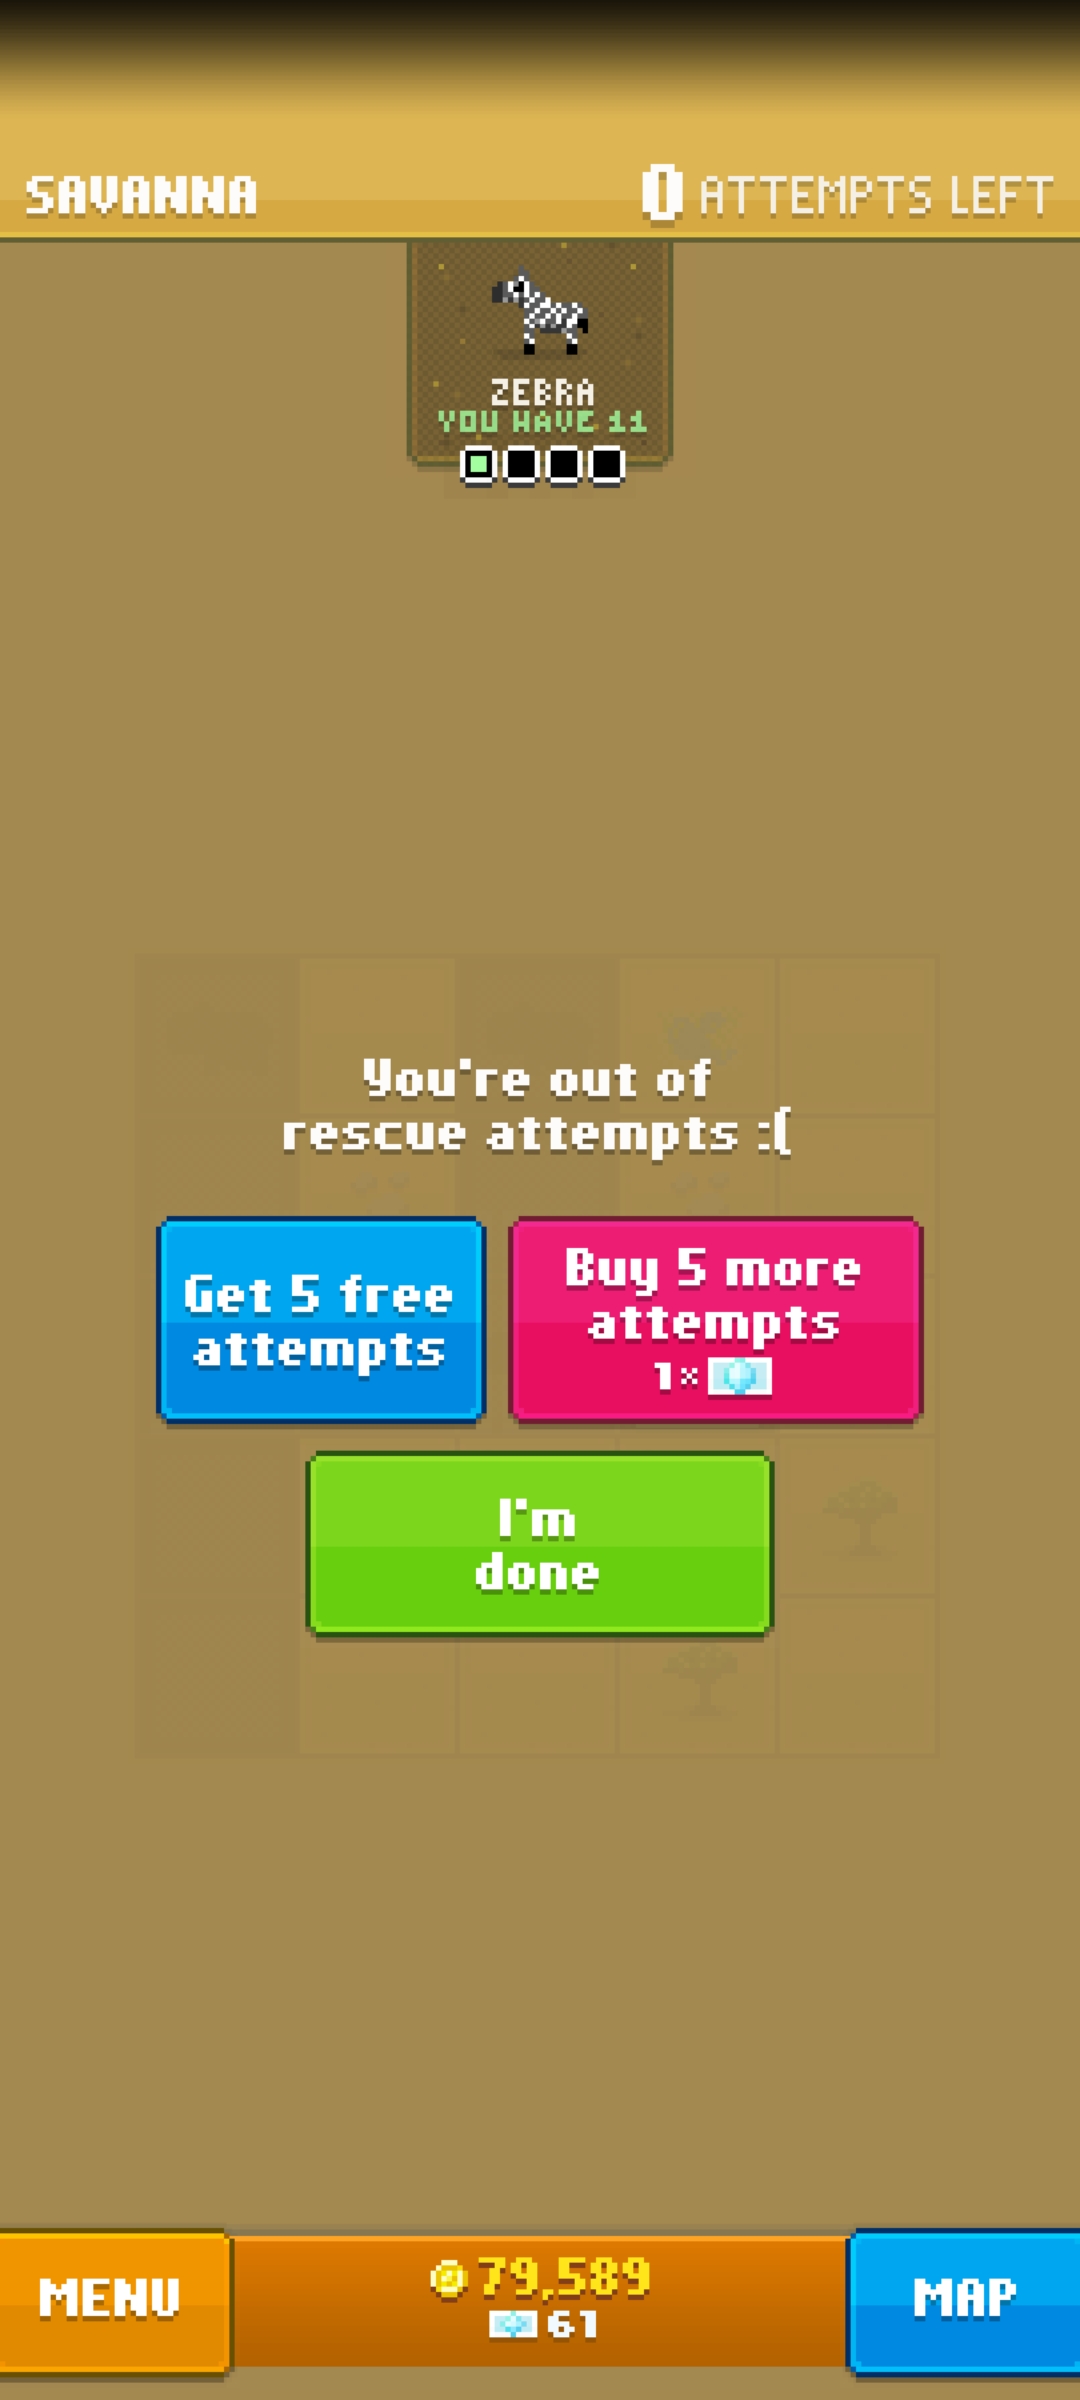 SAVANNA
0 ATTEMPTS LEFT
ZEBRA
YOU HAVE 11
You're out of
rescue attempts :(
Get 5 free
attempts
Buy 5 more
attempts
1×
I'm
done
MENU
79,589
61
MAP